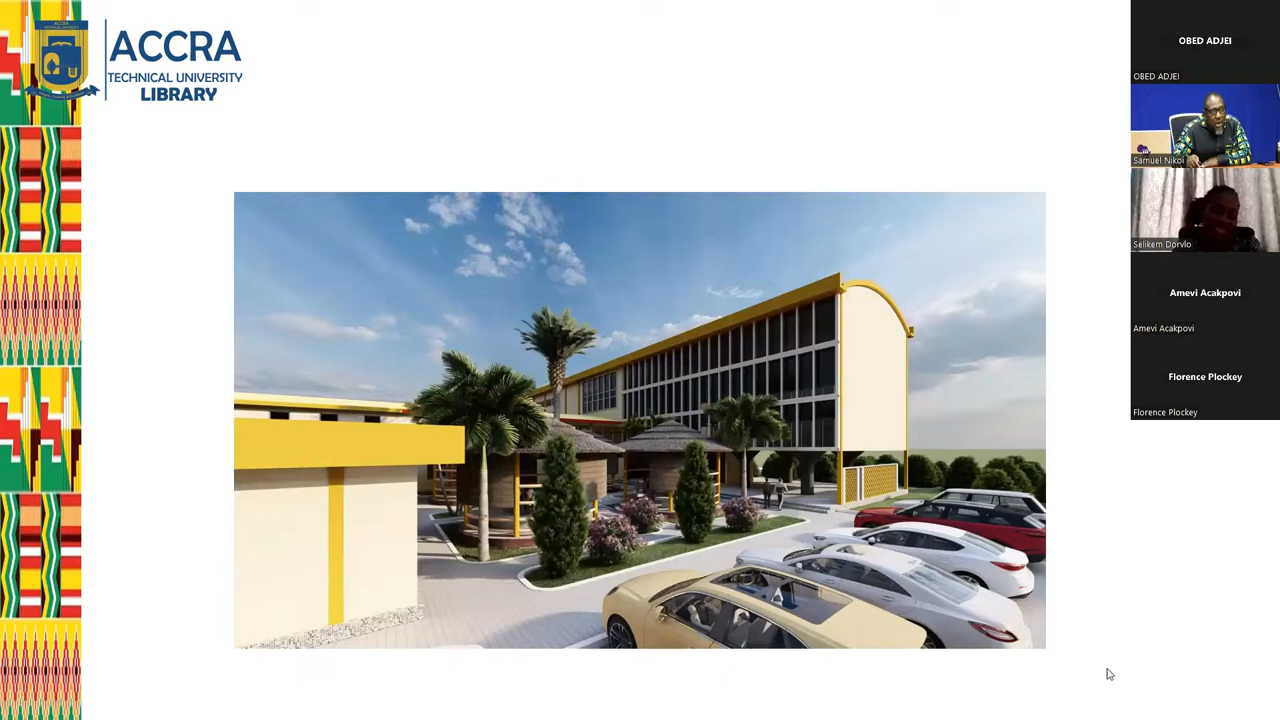 ACCRA
TECHNICAL UNIVERSITY
LIBRARY
OBED ADJEI
OBED ADJEI
Samuel Nikoi
Selikem Dorvlo
Amevi Acakpovi
Amevi Acakpovi
Florence Plockey
Florence Plockey